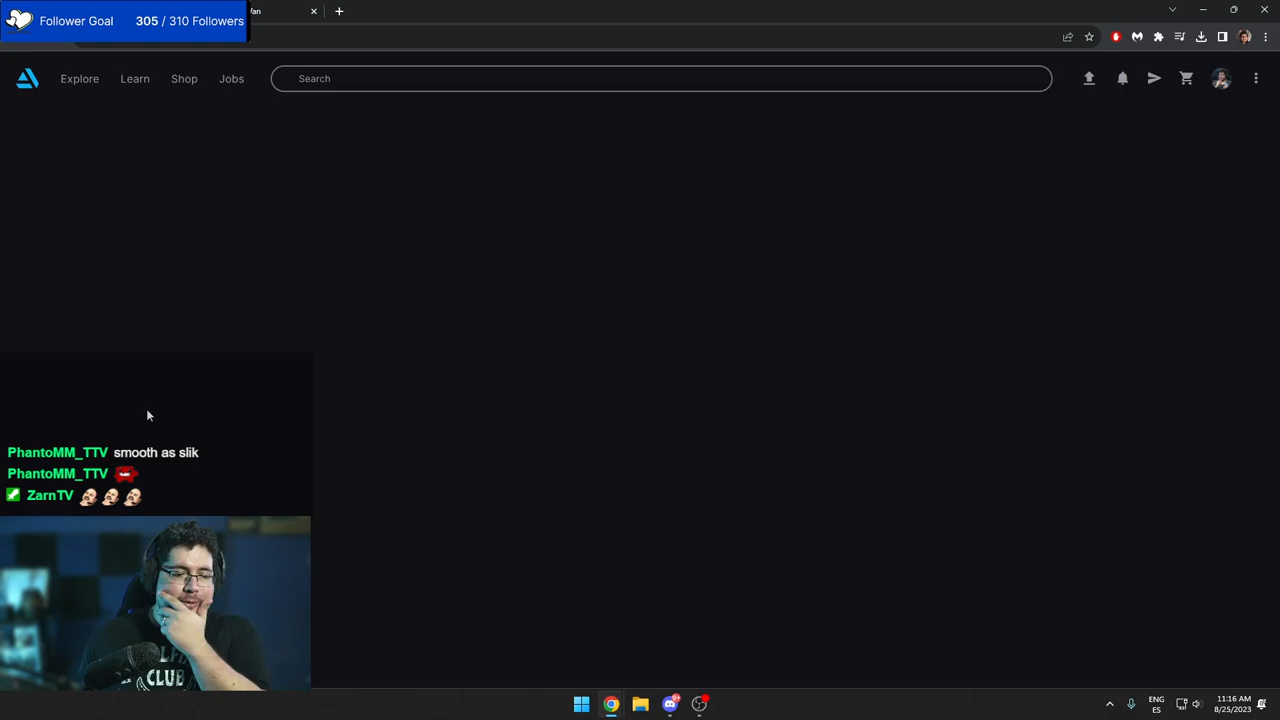 Follower Goal 305 / 310 Followers
Explore Learn Shop Jobs Search
PhantoMM_TTV smooth as slik
PhantoMM_TTV
ZarnTV
CLUB
9+
ENG
ES
11:16 AM
8/25/2023